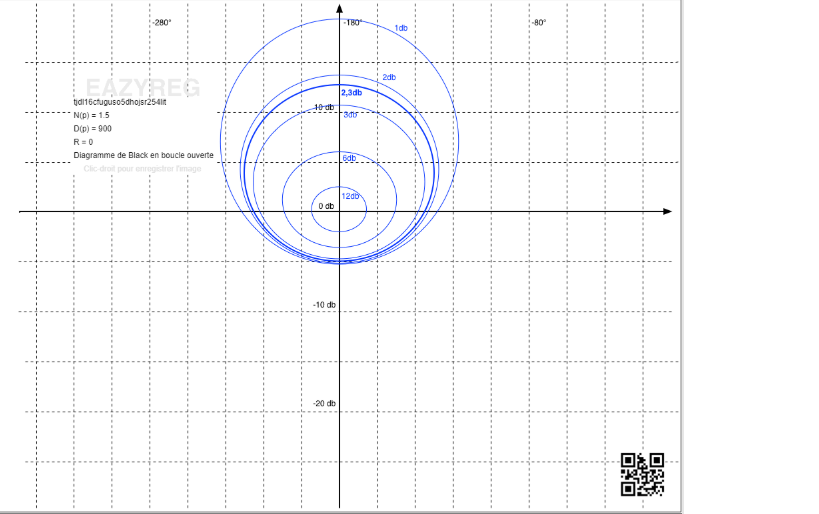 -280°
-180°
-80°
1db
2db
EAZYREG
2,3db
tjdl16cfuguso5dhojsr254lit
10 db
3db
N(p) = 1.5
D(p) = 900
R = 0
Diagramme de Black en boucle ouverte
6db
Clic droit pour enregistrer l'image
12db
0 db
-10 db
-20 db